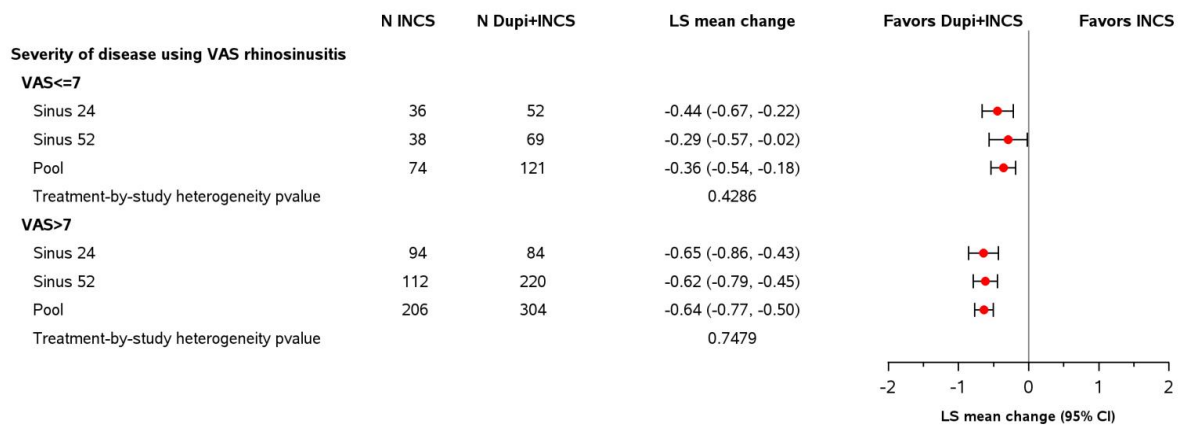 N INCS N Dupi+INCS LS mean change Favors Dupi+INCS Favors INCS
Severity of disease using VAS rhinosinusitis
VAS<=7
Sinus 24 36 52 -0.44 (-0.67, -0.22)
Sinus 52 38 69 -0.29 (-0.57, -0.02)
Pool 74 121 -0.36 (-0.54, -0.18)
Treatment-by-study heterogeneity pvalue 0.4286
VAS>7
Sinus 24 94 84 -0.65 (-0.86, -0.43)
Sinus 52 112 220 -0.62 (-0.79, -0.45)
Pool 206 304 -0.64 (-0.77, -0.50)
Treatment-by-study heterogeneity pvalue 0.7479
-2 -1 0 1 2
LS mean change (95% CI)